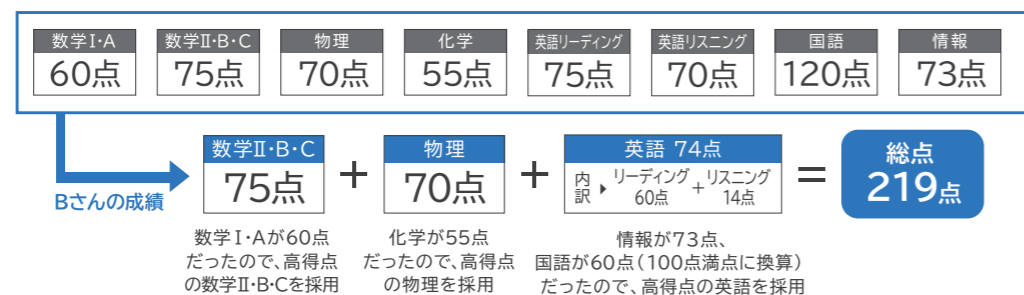 数学Ⅰ・A 数学Ⅱ・B・C 物理 化学 英語リーディング 英語リスニング 国語 情報
60点 75点 70点 55点 75点 70点 120点 73点
Bさんの成績
数学Ⅱ・B・C
75点
+
物理
70点
+
英語 74点
内訳 ▶ リーディング 60点 + リスニング 14点
=
総点
219点
数学Ⅰ・Aが60点
だったので、高得点
の数学Ⅱ・B・Cを採用
化学が55点
だったので、高得点
の物理を採用
情報が73点、
国語が60点(100点満点に換算)
だったので、高得点の英語を採用